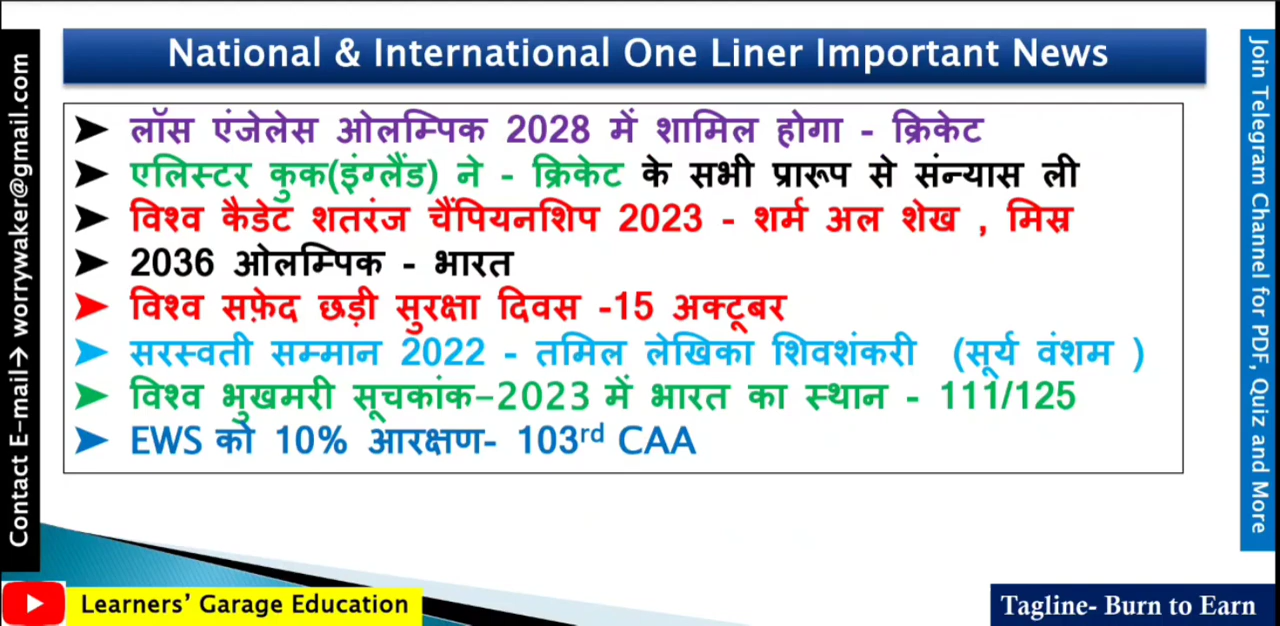 National & International One Liner Important News
➤ लॉस एंजेलेस ओलम्पिक 2028 में शामिल होगा - क्रिकेट
➤ एलिस्टर कुक(इंग्लैंड) ने - क्रिकेट के सभी प्रारूप से संन्यास ली
➤ विश्व कैडेट शतरंज चैंपियनशिप 2023 - शर्म अल शेख , मिस्र
➤ 2036 ओलम्पिक - भारत
➤ विश्व सफ़ेद छड़ी सुरक्षा दिवस -15 अक्टूबर
➤ सरस्वती सम्मान 2022 - तमिल लेखिका शिवशंकरी (सूर्य वंशम )
➤ विश्व भुखमरी सूचकांक–2023 में भारत का स्थान - 111/125
➤ EWS को 10% आरक्षण- 103rd CAA
Contact E-mail→ worrywaker@gmail.com
Join Telegram Channel for PDF, Quiz and More
Learners’ Garage Education
Tagline- Burn to Earn